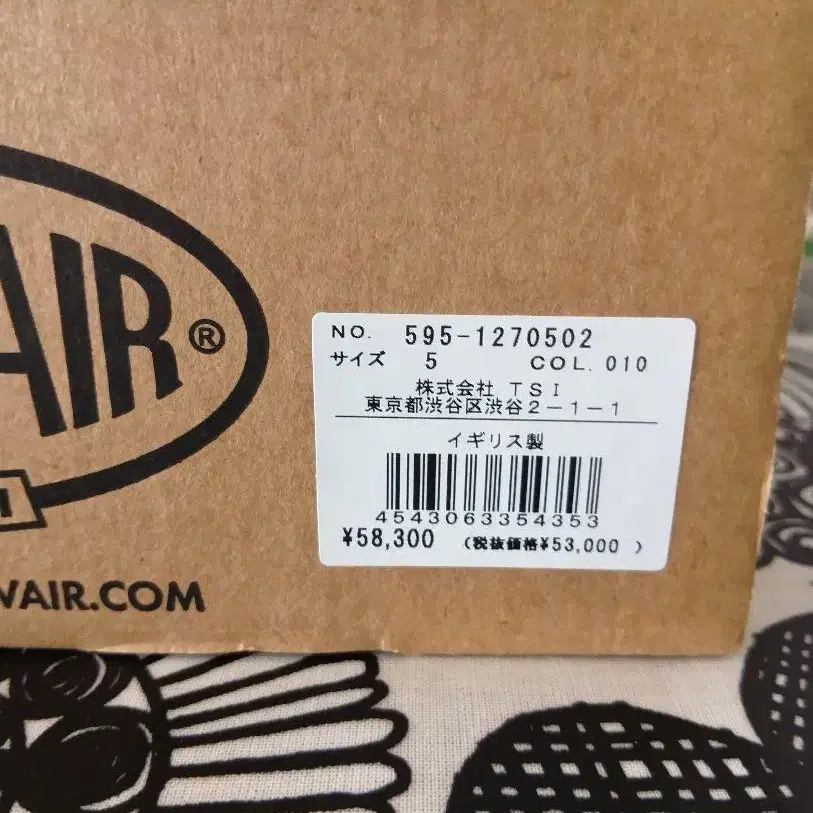 AIR®
NO. 595-1270502
サイズ 5 COL. 010
株式会社 TSI
東京都渋谷区渋谷2-1-1
イギリス製
4543063354353
¥58,300 (税抜価格¥53,000 )
WAIR.COM